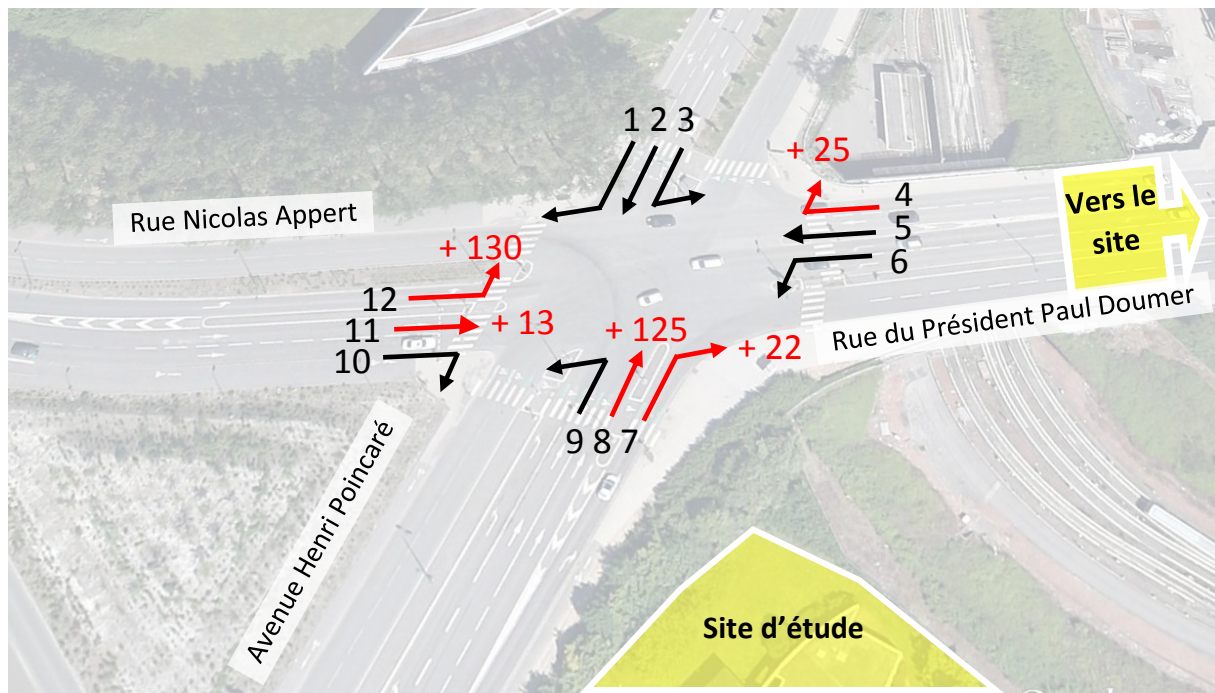 1 2 3
+ 25
Vers le
site
4
Rue Nicolas Appert
5
+ 130
6
12
11
+ 13
+ 125
Rue du Président Paul Doumer
10
+ 22
9 8 7
Avenue Henri Poincaré
Site d’étude